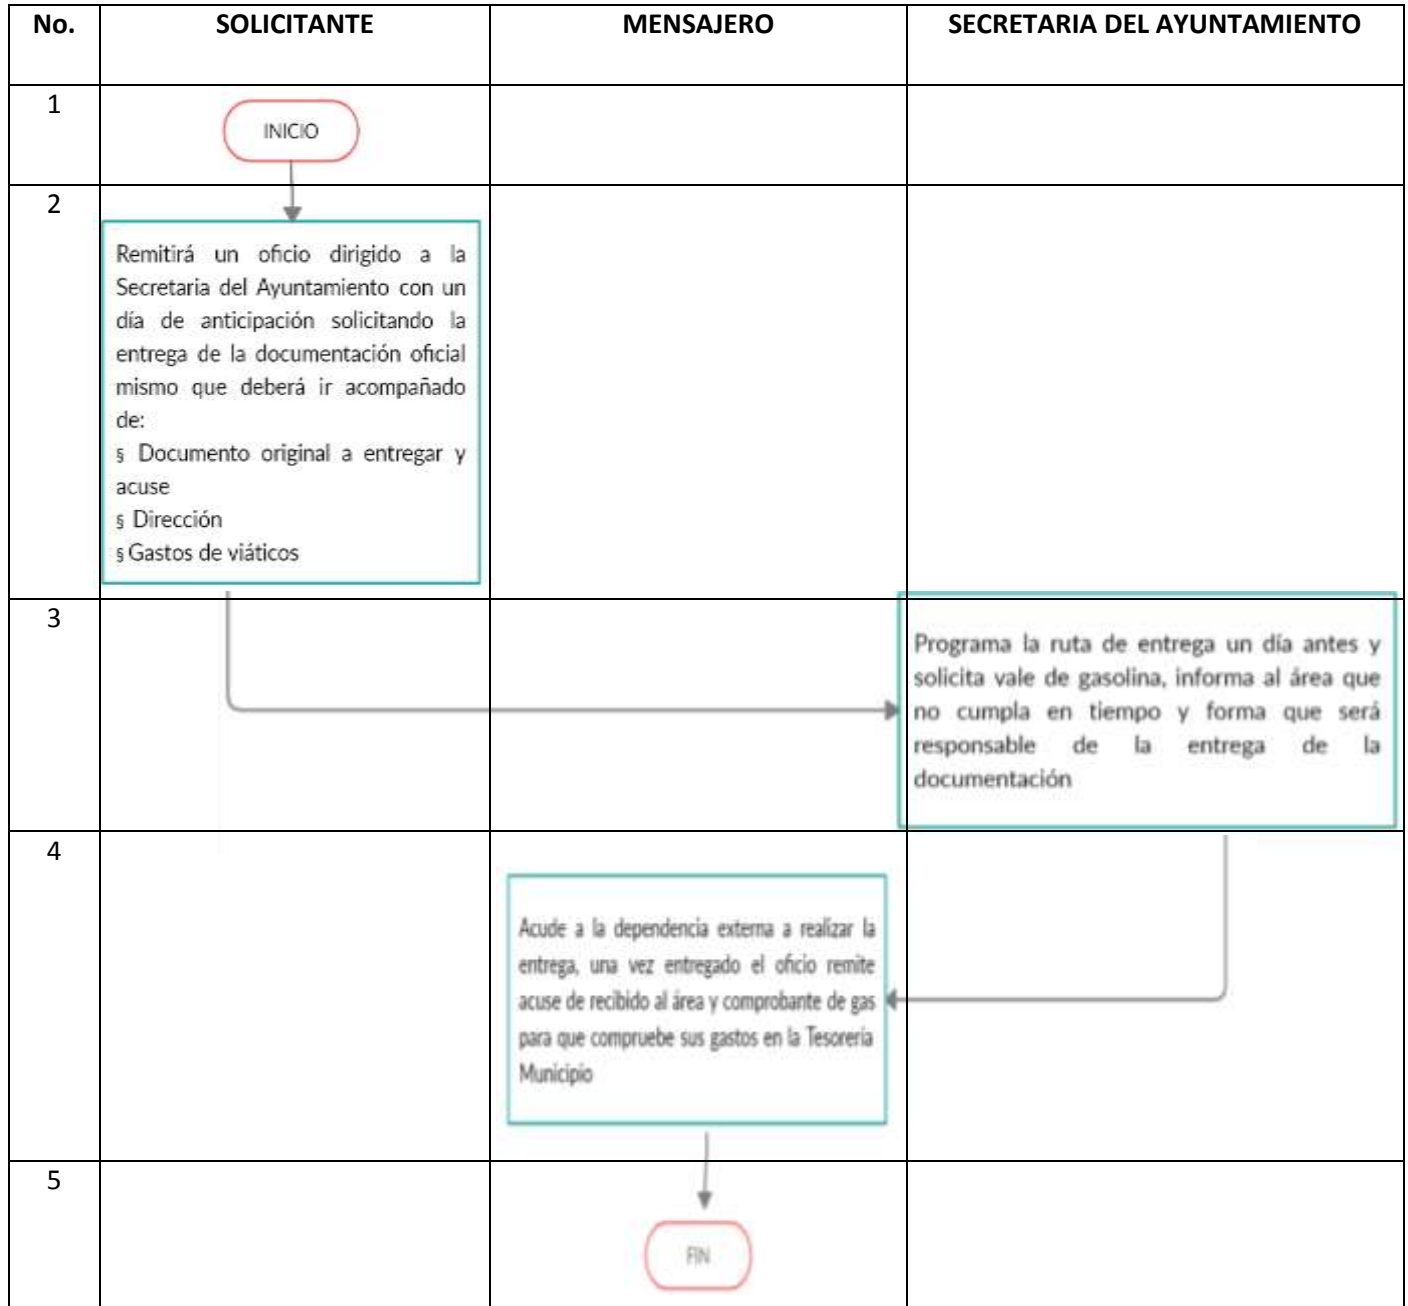 No. SOLICITANTE MENSAJERO SECRETARIA DEL AYUNTAMIENTO
1
INICIO
2
Remitirá un oficio dirigido a la
Secretaria del Ayuntamiento con un
día de anticipación solicitando la
entrega de la documentación oficial
mismo que deberá ir acompañado
de:
§ Documento original a entregar y
acuse
§ Dirección
§ Gastos de viáticos
3
Programa la ruta de entrega un día antes y
solicita vale de gasolina, informa al área que
no cumpla en tiempo y forma que será
responsable de la entrega de la
documentación
4
Acude a la dependencia externa a realizar la
entrega, una vez entregado el oficio remite
acuse de recibido al área y comprobante de gas
para que compruebe sus gastos en la Tesorería
Municipio
5
FIN